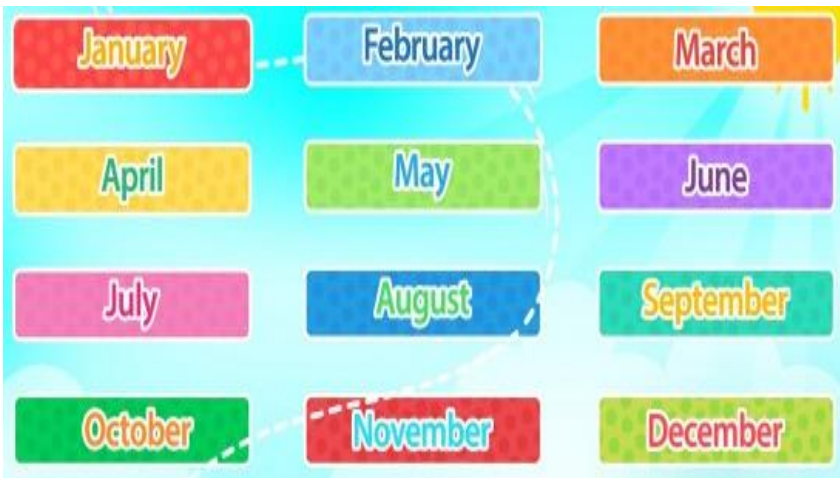 January February March
April May June
July August September
October November December